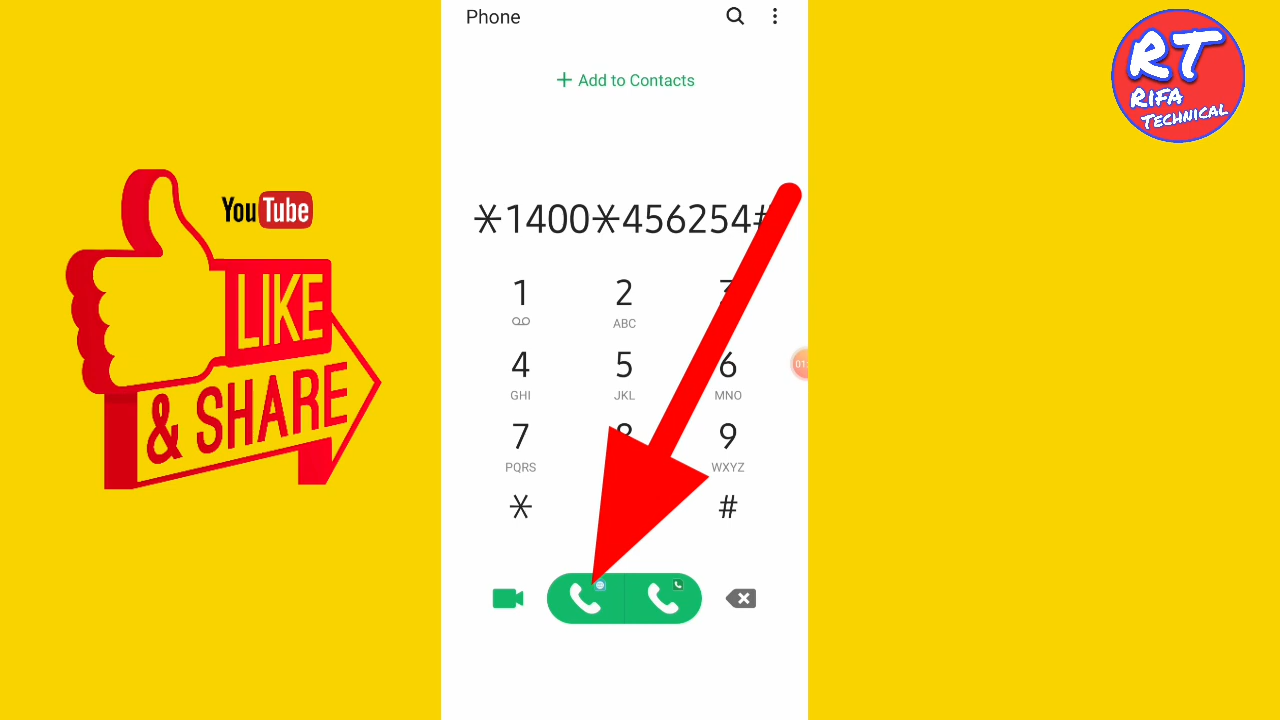 Phone
+ Add to Contacts
*1400*456254#
1
2
ABC
4
GHI
5
JKL
6
MNO
7
PQRS
9
WXYZ
*
#
YouTube
LIKE
& SHARE
RT
RIFA
TECHNICAL